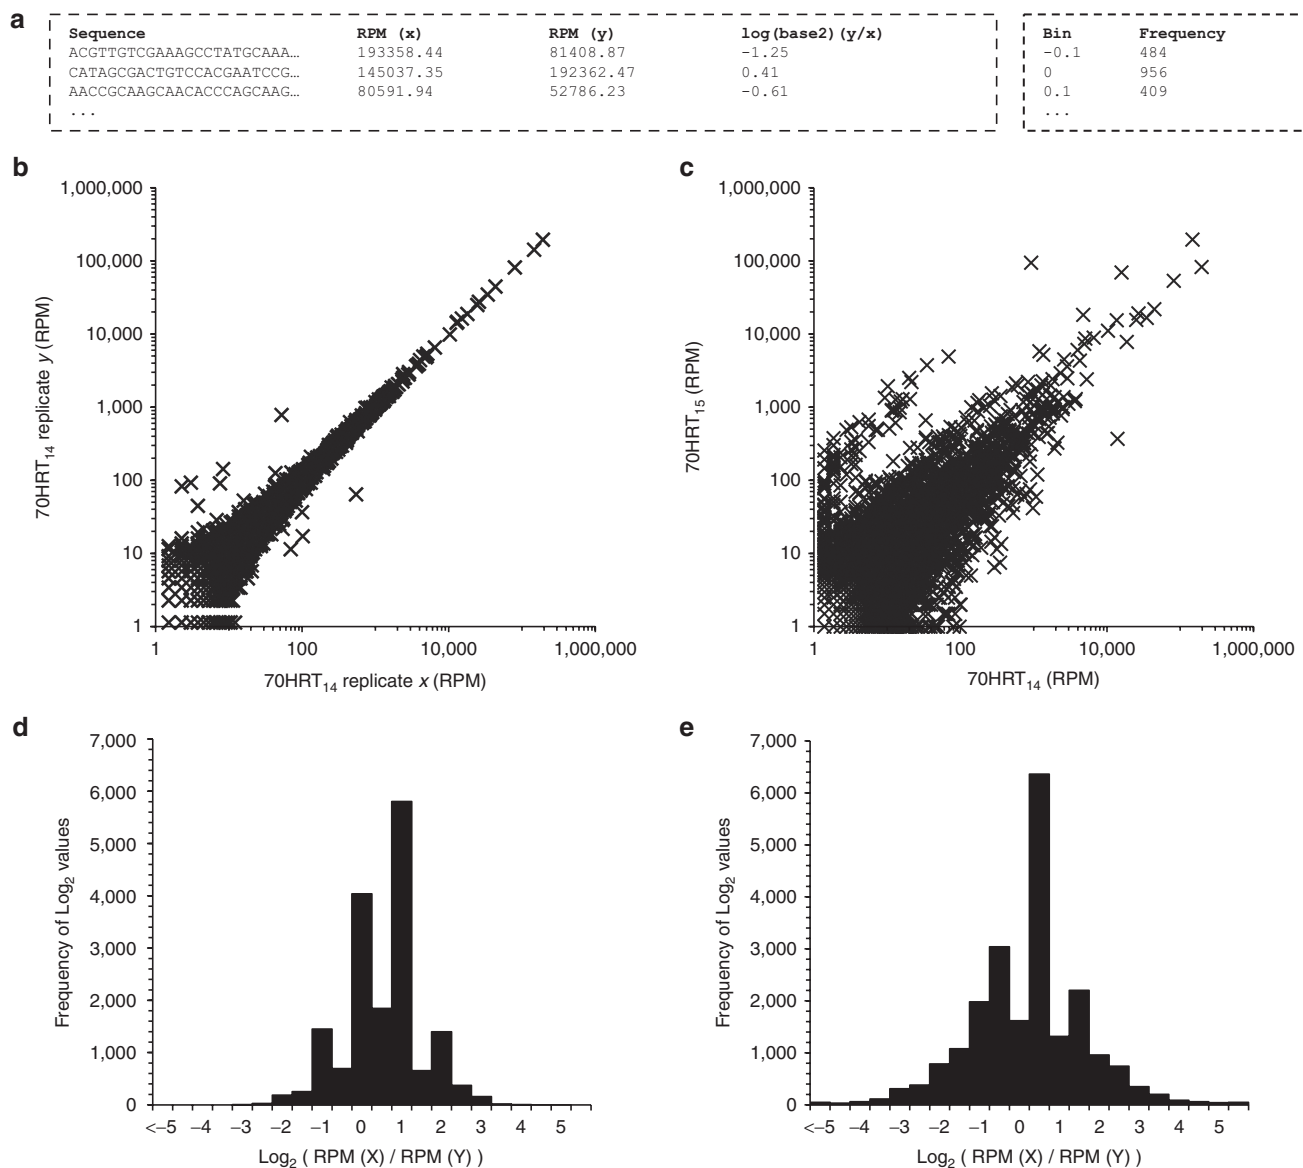 a
Sequence RPM (x) RPM (y) log(base2)(y/x)
ACGTTGTCGAAAGCCTATGCAAA… 193358.44 81408.87 -1.25
CATAGCGACTGTCCACGAATCCG… 145037.35 192362.47 0.41
AACCGCAAGCAACACCCAGCAAG… 80591.94 52786.23 -0.61
...
Bin Frequency
-0.1 484
0 956
0.1 409
...
b
1,000,000
100,000
10,000
1,000
100
10
1
70HRT14 replicate y (RPM)
1 100 10,000 1,000,000
70HRT14 replicate x (RPM)
c
1,000,000
100,000
10,000
1,000
100
10
1
70HRT15 (RPM)
1 100 10,000 1,000,000
70HRT14 (RPM)
d
7,000
6,000
5,000
4,000
3,000
2,000
1,000
0
Frequency of Log2 values
<–5 –4 –3 –2 –1 0 1 2 3 4 5
Log2 ( RPM (X) / RPM (Y) )
e
7,000
6,000
5,000
4,000
3,000
2,000
1,000
0
Frequency of Log2 values
<–5 –4 –3 –2 –1 0 1 2 3 4 5
Log2 ( RPM (X) / RPM (Y) )